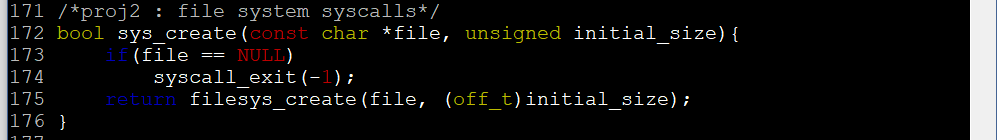 171 /*proj2 : file system syscalls*/
172 bool sys_create(const char *file, unsigned initial_size){
173     if(file == NULL)
174         syscall_exit(-1);
175     return filesys_create(file, (off_t)initial_size);
176 }